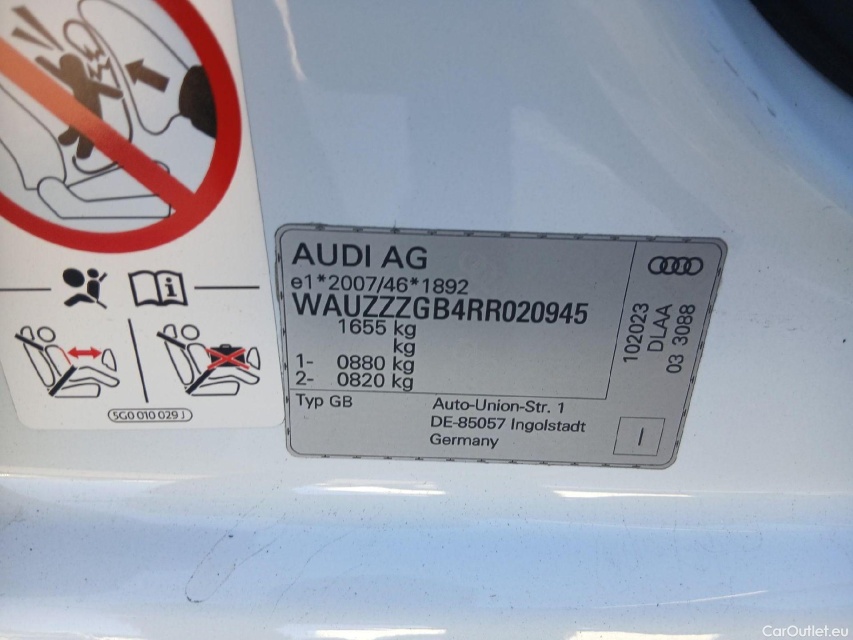 AUDI AG
e1*2007/46*1892
WAUZZZGB4RR020945
1655 kg
kg
1- 0880 kg
2- 0820 kg
Typ GB
Auto-Union-Str. 1
DE-85057 Ingolstadt
Germany
102023
DLAA
03 3088
I
i
5G0 010 029 J
CarOutlet.eu